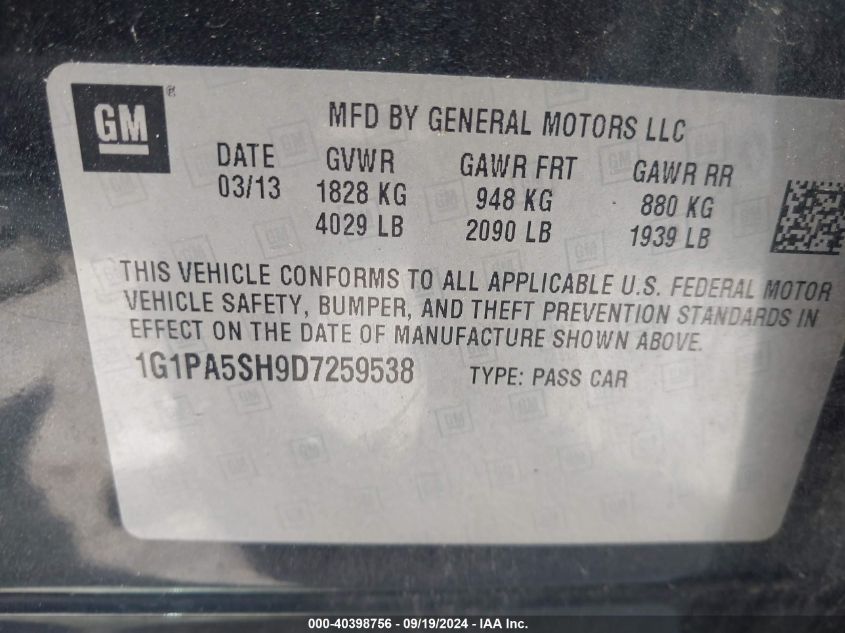 GM ®
MFD BY GENERAL MOTORS LLC
DATE GVWR GAWR FRT GAWR RR
03/13 1828 KG 948 KG 880 KG
4029 LB 2090 LB 1939 LB
THIS VEHICLE CONFORMS TO ALL APPLICABLE U.S. FEDERAL MOTOR
VEHICLE SAFETY, BUMPER, AND THEFT PREVENTION STANDARDS IN
EFFECT ON THE DATE OF MANUFACTURE SHOWN ABOVE.
1G1PA5SH9D7259538 TYPE: PASS CAR
000-40398756 - 09/19/2024 - IAA Inc.